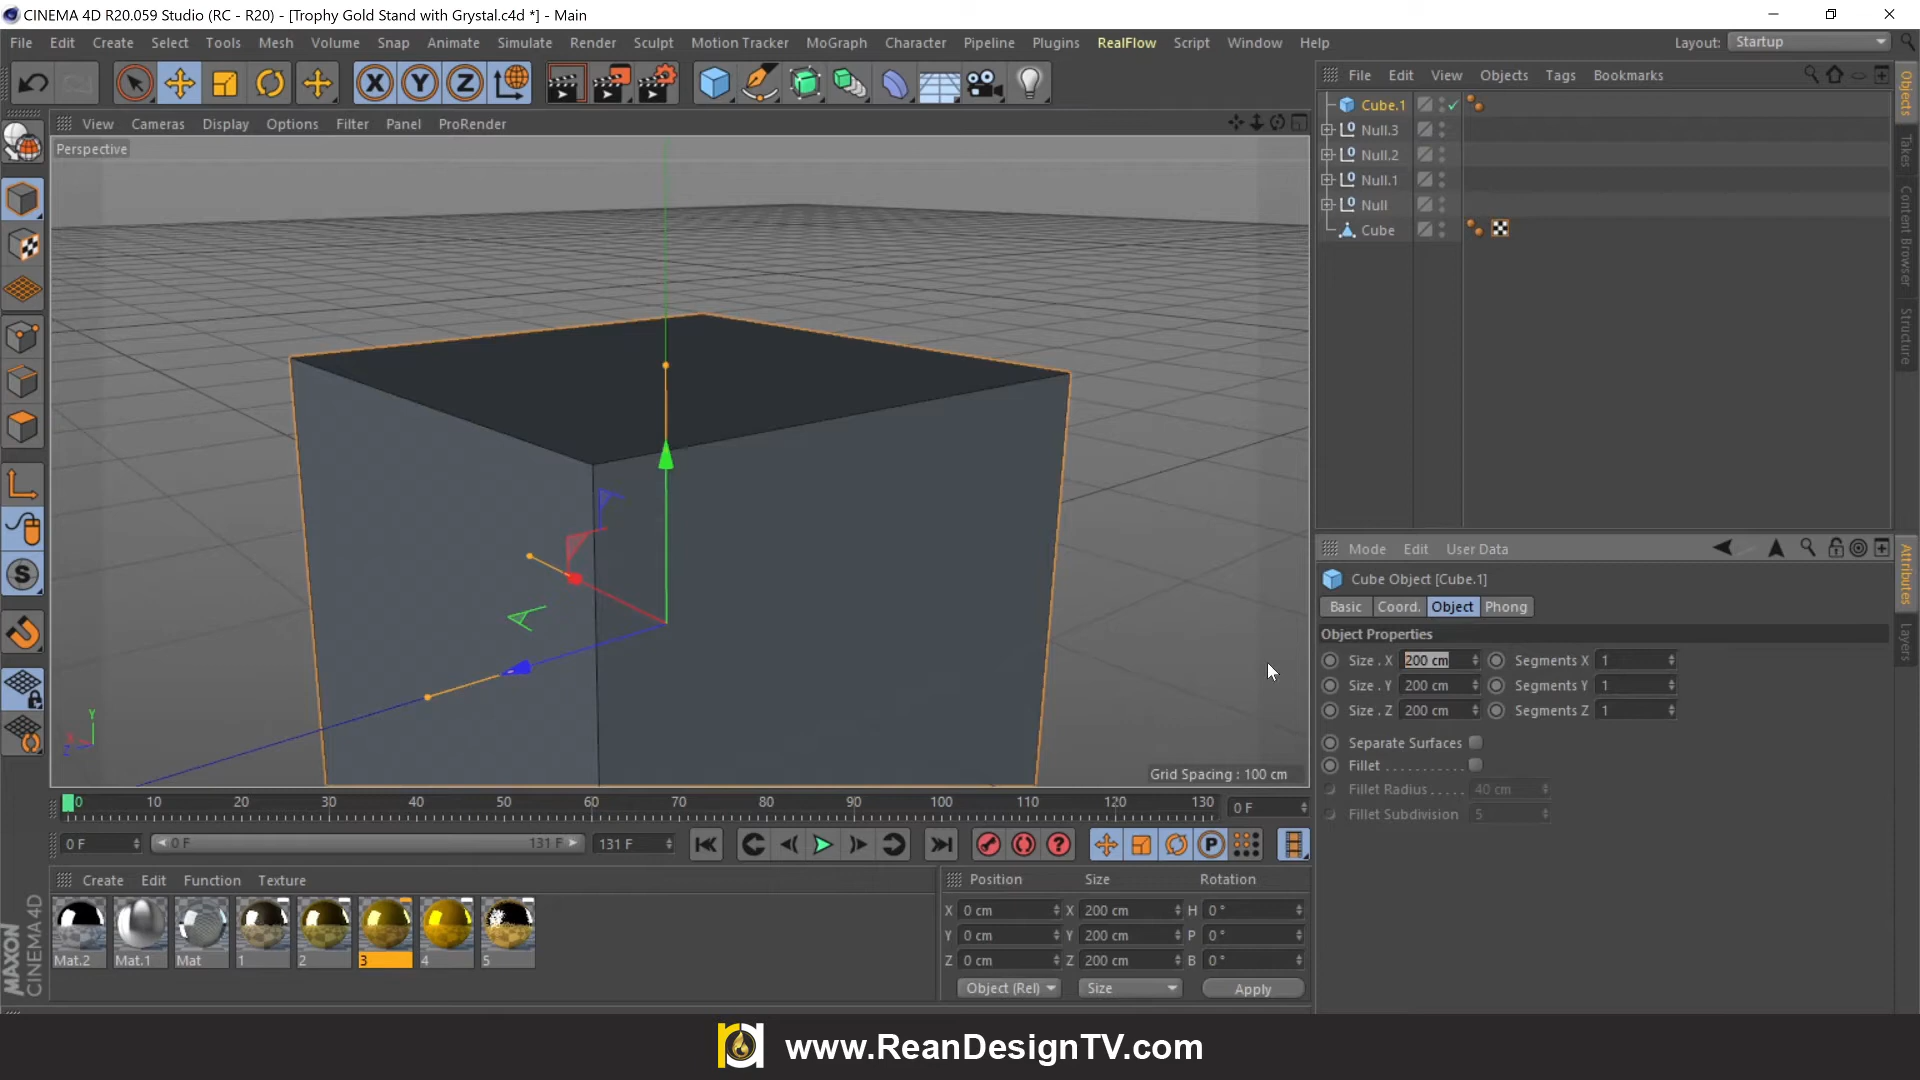 CINEMA 4D R20.059 Studio (RC - R20) - [Trophy Gold Stand with Grystal.c4d *] - Main
File Edit Create Select Tools Mesh Volume Snap Animate Simulate Render Sculpt Motion Tracker MoGraph Character Pipeline Plugins RealFlow Script Window Help Layout: Startup
X Y Z
File Edit View Objects Tags Bookmarks
View Cameras Display Options Filter Panel ProRender
Perspective
Cube.1
Null.3
Null.2
Null.1
Null
Cube
Objects
Takes
Content Browser
Structure
Mode Edit User Data
Cube Object [Cube.1]
Basic Coord. Object Phong
Object Properties
Size . X 200 cm Segments X 1
Size . Y 200 cm Segments Y 1
Size . Z 200 cm Segments Z 1
Separate Surfaces
Fillet . . . . . . . . . . .
Fillet Radius . . . . . 40 cm
Fillet Subdivision 5
Attributes
Layers
S
Y
X
Z
Grid Spacing : 100 cm
0 10 20 30 40 50 60 70 80 90 100 110 120 130 0 F
0 F 0 F 131 F 131 F
P
Create Edit Function Texture
Mat.2 Mat.1 Mat 1 2 3 4 5
Position Size Rotation
X 0 cm X 200 cm H 0 °
Y 0 cm Y 200 cm P 0 °
Z 0 cm Z 200 cm B 0 °
Object (Rel) Size Apply
MAXON
CINEMA 4D
www.ReanDesignTV.com